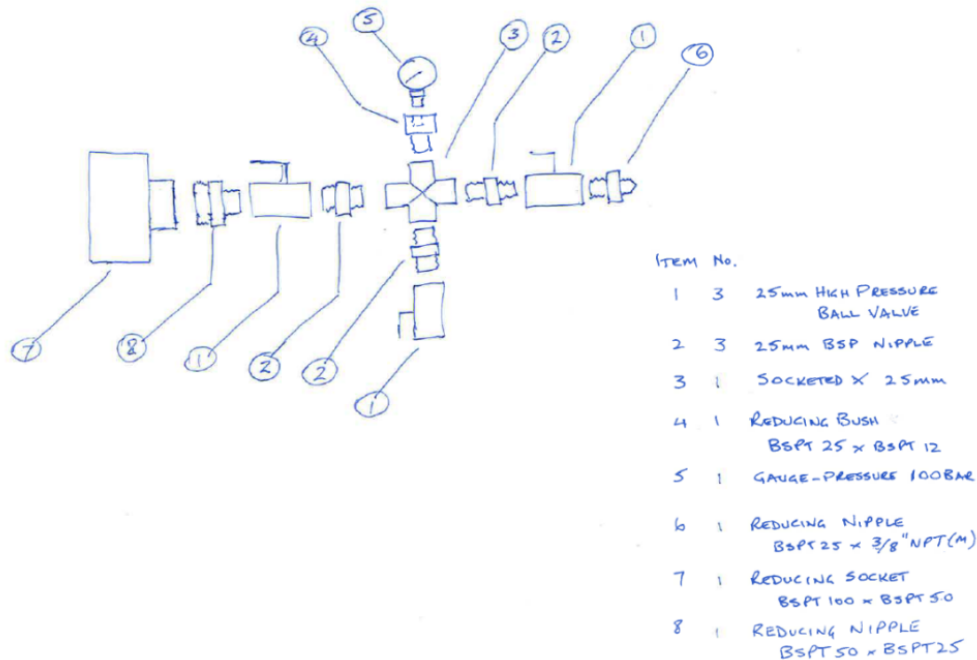 5
4
3
2
1
6
7
8
1
2
2
1
ITEM No.
1 3 25mm HIGH PRESSURE
BALL VALVE
2 3 25mm BSP NIPPLE
3 1 SOCKETED X 25mm
4 1 REDUCING BUSH
BSPT 25 x BSPT 12
5 1 GAUGE-PRESSURE 100BAR
6 1 REDUCING NIPPLE
BSPT 25 x 3/8" NPT(M)
7 1 REDUCING SOCKET
BSPT 100 x BSPT 50
8 1 REDUCING NIPPLE
BSPT 50 x BSPT 25